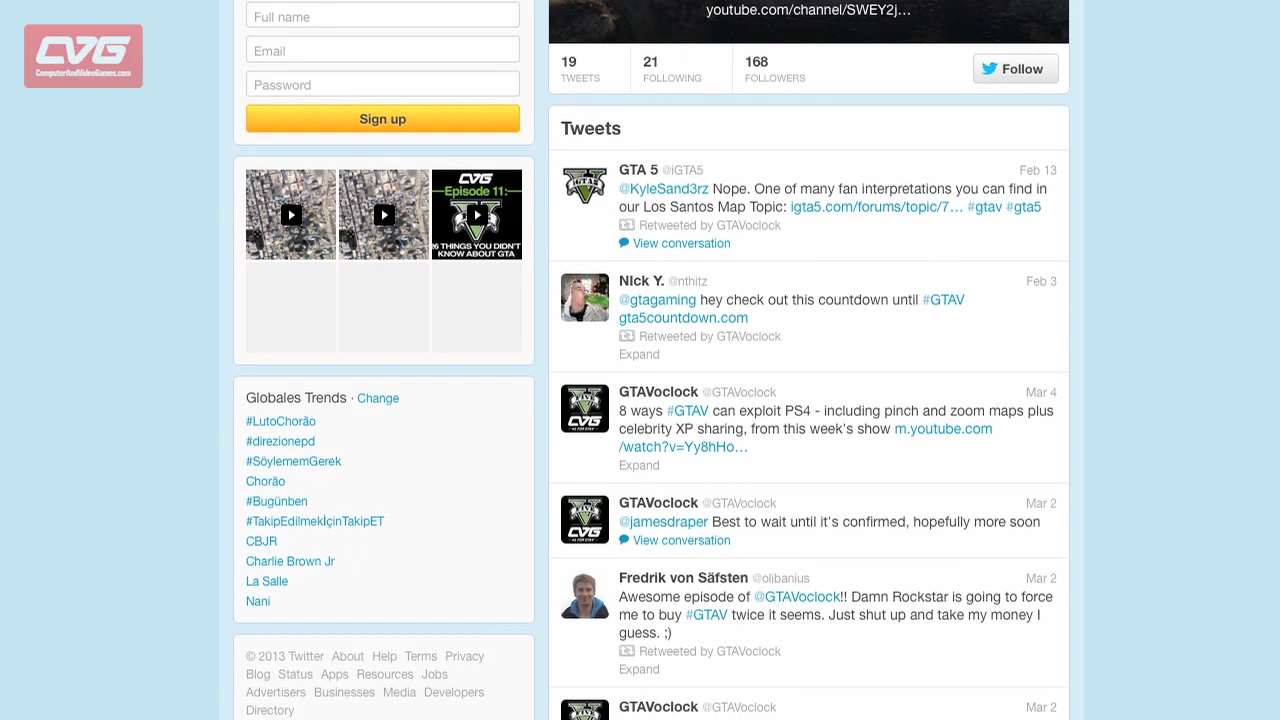 CVG
ComputerAndVideoGames.com
Full name
Email
Password
Sign up
CVG
Episode 11:
V
26 THINGS YOU DIDN'T
KNOW ABOUT GTA
Globales Trends · Change
#LutoChorão
#direzionepd
#SöylememGerek
Chorão
#Bugünben
#TakipEdilmekİçinTakipET
CBJR
Charlie Brown Jr
La Salle
Nani
© 2013 Twitter About Help Terms Privacy
Blog Status Apps Resources Jobs
Advertisers Businesses Media Developers
Directory
youtube.com/channel/SWEY2j…
19 21 168
TWEETS FOLLOWING FOLLOWERS
Follow
Tweets
GTA 5 @iGTA5 Feb 13
@KyleSand3rz Nope. One of many fan interpretations you can find in
our Los Santos Map Topic: igta5.com/forums/topic/7… #gtav #gta5
Retweeted by GTAVoclock
View conversation
Nick Y. @nthitz Feb 3
@gtagaming hey check out this countdown until #GTAV
gta5countdown.com
Retweeted by GTAVoclock
Expand
GTAVoclock @GTAVoclock Mar 4
8 ways #GTAV can exploit PS4 - including pinch and zoom maps plus
celebrity XP sharing, from this week's show m.youtube.com
/watch?v=Yy8hHo…
Expand
GTAVoclock @GTAVoclock Mar 2
@jamesdraper Best to wait until it's confirmed, hopefully more soon
View conversation
Fredrik von Säfsten @olibanius Mar 2
Awesome episode of @GTAVoclock!! Damn Rockstar is going to force
me to buy #GTAV twice it seems. Just shut up and take my money I
guess. ;)
Retweeted by GTAVoclock
Expand
GTAVoclock @GTAVoclock Mar 2